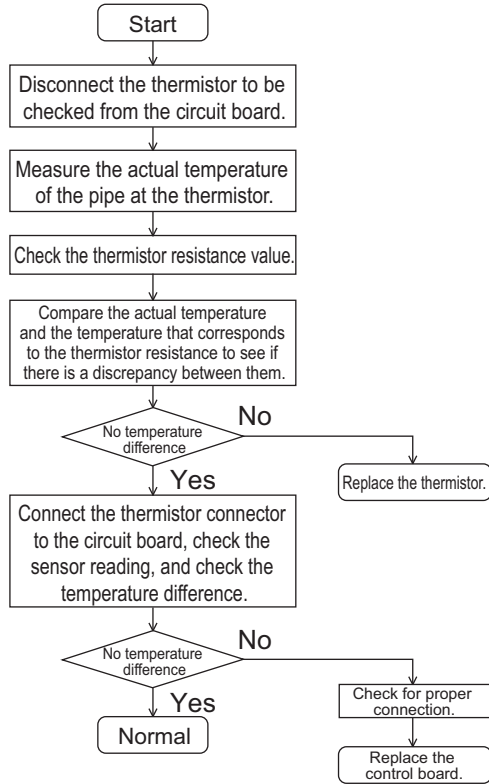 Start
Disconnect the thermistor to be
checked from the circuit board.
Measure the actual temperature
of the pipe at the thermistor.
Check the thermistor resistance value.
Compare the actual temperature
and the temperature that corresponds
to the thermistor resistance to see if
there is a discrepancy between them.
No temperature
difference
No
Replace the thermistor.
Yes
Connect the thermistor connector
to the circuit board, check the
sensor reading, and check the
temperature difference.
No temperature
difference
No
Check for proper
connection.
Replace the
control board.
Yes
Normal